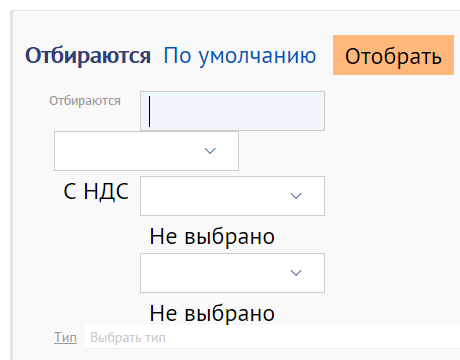 Отбираются По умолчанию Отобрать
Отбираются
С НДС
Не выбрано
Не выбрано
Тип Выбрать тип